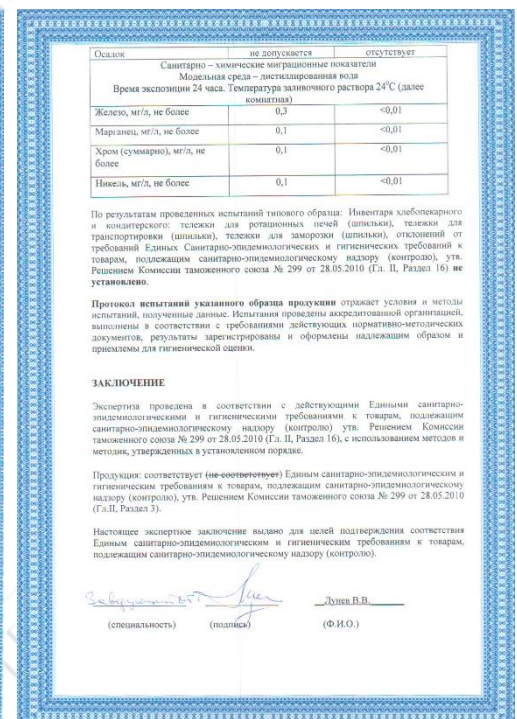 Осадок не допускается отсутствует
Санитарно – химические миграционные показатели
Модельная среда – дистиллированная вода
Время экспозиции 24 часа. Температура заливочного раствора 24°С (далее
комнатная)
Железо, мг/л, не более 0,3 <0,01
Марганец, мг/л, не более 0,1 <0,01
Хром (суммарно), мг/л, не более 0,1 <0,01
Никель, мг/л, не более 0,1 <0,01
По результатам проведенных испытаний типового образца: Инвентаря хлебопекарного
и кондитерского: тележки для ротационных печей (шпильки), тележки для
транспортировки (шпильки), тележки для заморозки (шпильки), отклонений от
требований Единых Санитарно-эпидемиологических и гигиенических требований к
товарам, подлежащим санитарно-эпидемиологическому надзору (контролю), утв.
Решением Комиссии таможенного союза № 299 от 28.05.2010 (Гл. II, Раздел 16) не
установлено.
Протокол испытаний указанного образца продукции отражает условия и методы
испытаний, полученные данные. Испытания проведены аккредитованной организацией,
выполнены в соответствии с требованиями действующих нормативно-методических
документов, результаты зарегистрированы и оформлены надлежащим образом и
приемлемы для гигиенической оценки.
ЗАКЛЮЧЕНИЕ
Экспертиза проведена в соответствии с действующими Едиными санитарно-
эпидемиологическими и гигиеническими требованиями к товарам, подлежащим
санитарно-эпидемиологическому надзору (контролю) утв. Решением Комиссии
таможенного союза № 299 от 28.05.2010 (Гл. II, Раздел 16), с использованием методов и
методик, утвержденных в установленном порядке.
Продукция: соответствует (не соответствует) Единым санитарно-эпидемиологическим и
гигиеническим требованиям к товарам, подлежащим санитарно-эпидемиологическому
надзору (контролю), утв. Решением Комиссии таможенного союза № 299 от 28.05.2010
(Гл.II, Раздел 3).
Настоящее экспертное заключение выдано для целей подтверждения соответствия
Единым санитарно-эпидемиологическим и гигиеническим требованиям к товарам,
подлежащим санитарно-эпидемиологическому надзору (контролю).
Заведующий Лунев В.В.
(специальность) (подпись) (Ф.И.О.)